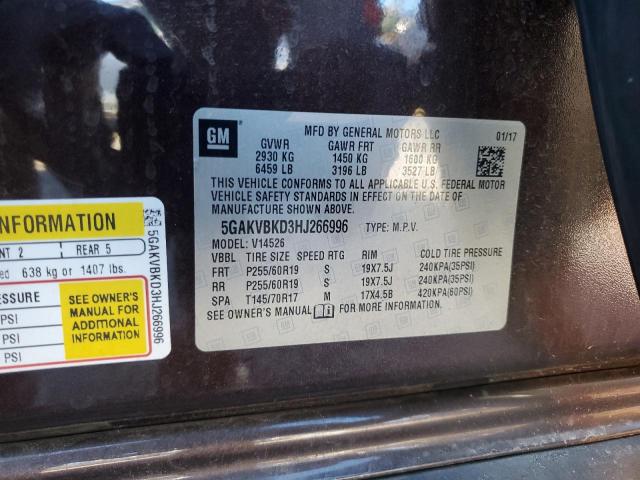 GM
MFD BY GENERAL MOTORS LLC 01/17
GVWR GAWR FRT GAWR RR
2930 KG 1450 KG 1600 KG
6459 LB 3196 LB 3527 LB
THIS VEHICLE CONFORMS TO ALL APPLICABLE U.S. FEDERAL MOTOR
VEHICLE SAFETY STANDARDS IN EFFECT ON THE DATE OF
MANUFACTURE SHOWN ABOVE.
5GAKVBKD3HJ266996 TYPE: M.P.V.
MODEL: V14526
VBBL TIRE SIZE SPEED RTG RIM COLD TIRE PRESSURE
FRT P255/60R19 S 19X7.5J 240KPA(35PSI)
RR P255/60R19 S 19X7.5J 240KPA(35PSI)
SPA T145/70R17 M 17X4.5B 420KPA(60PSI)
SEE OWNER'S MANUAL FOR MORE INFORMATION.
INFORMATION
NT 2 REAR 5
ed 638 kg or 1407 lbs.
SSURE
PSI
PSI
PSI
SEE OWNER'S
MANUAL FOR
ADDITIONAL
INFORMATION
5GAKVBKD3HJ266996